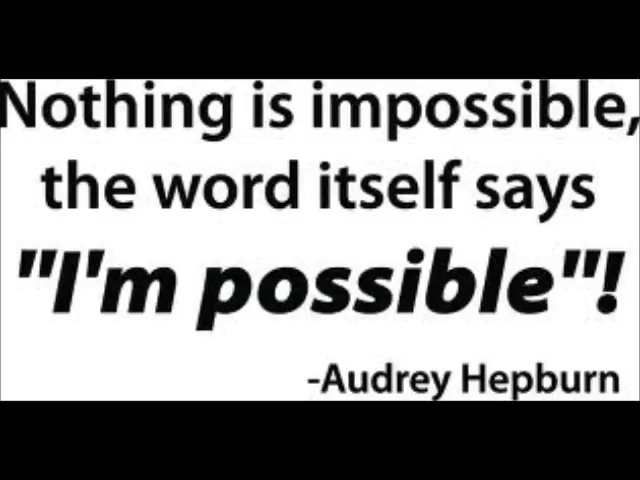 Nothing is impossible,
the word itself says
"I'm possible"!
-Audrey Hepburn